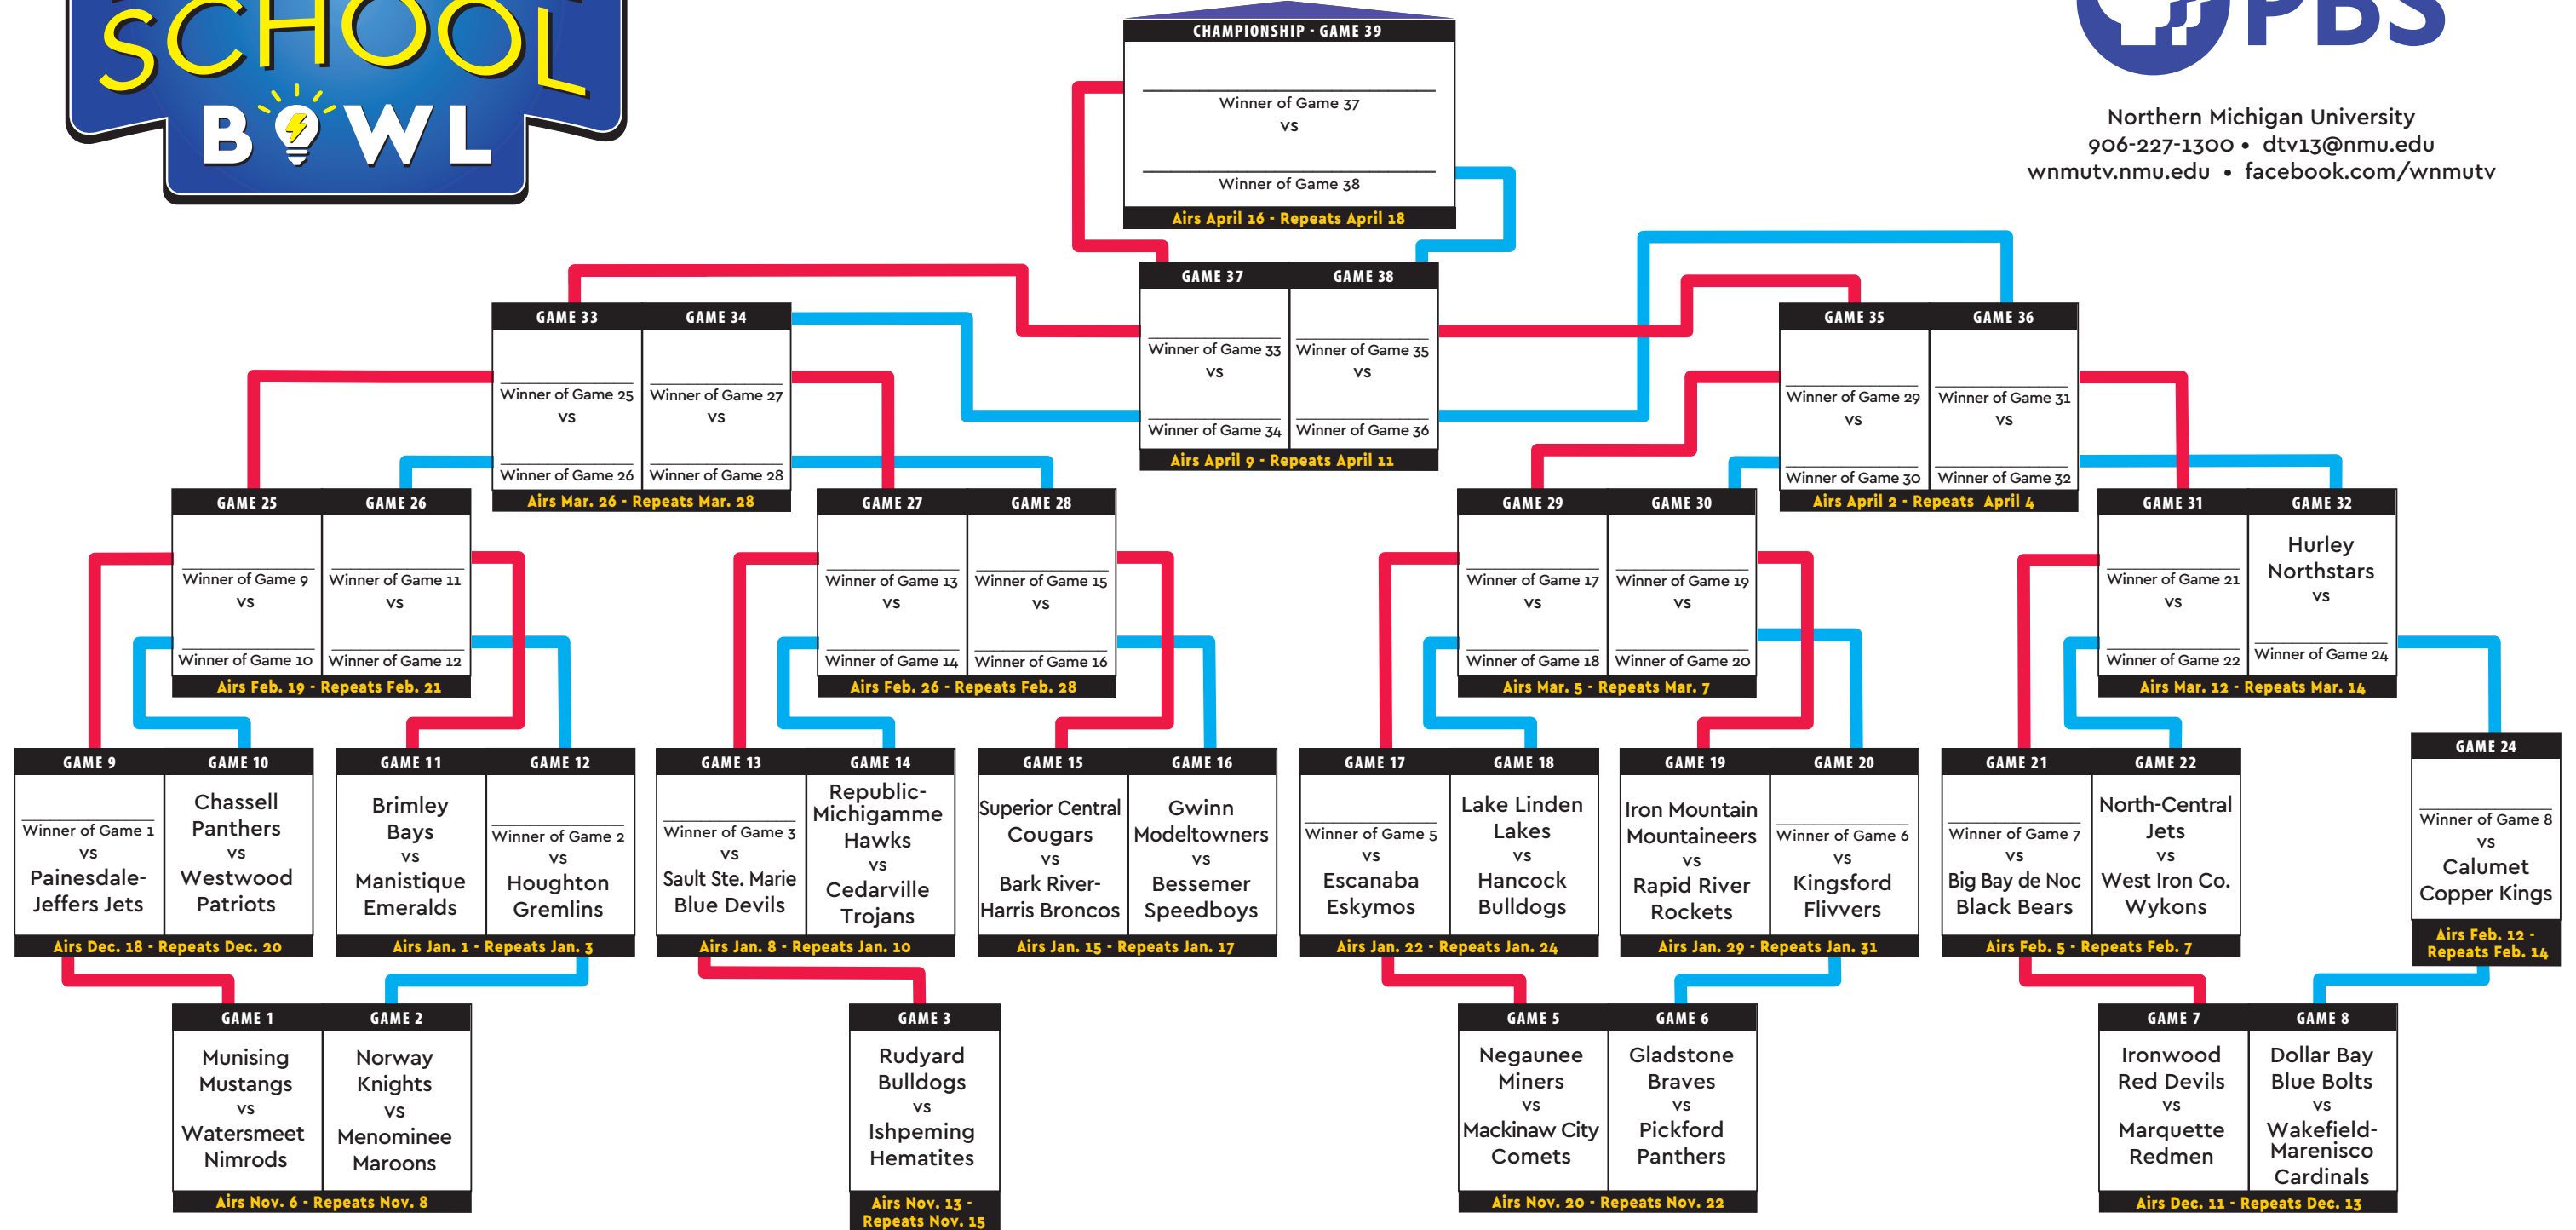 SCHOOL
BOWL
PBS
Northern Michigan University
906-227-1300 • dtv13@nmu.edu
wnmutv.nmu.edu • facebook.com/wnmutv
CHAMPIONSHIP - GAME 39
Winner of Game 37
vs
Winner of Game 38
Airs April 16 - Repeats April 18
GAME 37
Winner of Game 33
vs
Winner of Game 34
GAME 38
Winner of Game 35
vs
Winner of Game 36
Airs April 9 - Repeats April 11
GAME 33
Winner of Game 25
vs
Winner of Game 26
GAME 34
Winner of Game 27
vs
Winner of Game 28
Airs Mar. 26 - Repeats Mar. 28
GAME 35
Winner of Game 29
vs
Winner of Game 30
GAME 36
Winner of Game 31
vs
Winner of Game 32
Airs April 2 - Repeats April 4
GAME 25
Winner of Game 9
vs
Winner of Game 10
GAME 26
Winner of Game 11
vs
Winner of Game 12
Airs Feb. 19 - Repeats Feb. 21
GAME 27
Winner of Game 13
vs
Winner of Game 14
GAME 28
Winner of Game 15
vs
Winner of Game 16
Airs Feb. 26 - Repeats Feb. 28
GAME 29
Winner of Game 17
vs
Winner of Game 18
GAME 30
Winner of Game 19
vs
Winner of Game 20
Airs Mar. 5 - Repeats Mar. 7
GAME 31
Winner of Game 21
vs
Winner of Game 22
GAME 32
Hurley
Northstars
vs
Winner of Game 24
Airs Mar. 12 - Repeats Mar. 14
GAME 9
Winner of Game 1
vs
Painesdale-
Jeffers Jets
GAME 10
Chassell
Panthers
vs
Westwood
Patriots
Airs Dec. 18 - Repeats Dec. 20
GAME 11
Brimley
Bays
vs
Manistique
Emeralds
GAME 12
Winner of Game 2
vs
Houghton
Gremlins
Airs Jan. 1 - Repeats Jan. 3
GAME 13
Winner of Game 3
vs
Sault Ste. Marie
Blue Devils
GAME 14
Republic-
Michigamme
Hawks
vs
Cedarville
Trojans
Airs Jan. 8 - Repeats Jan. 10
GAME 15
Superior Central
Cougars
vs
Bark River-
Harris Broncos
GAME 16
Gwinn
Modeltowners
vs
Bessemer
Speedboys
Airs Jan. 15 - Repeats Jan. 17
GAME 17
Winner of Game 5
vs
Escanaba
Eskymos
GAME 18
Lake Linden
Lakes
vs
Hancock
Bulldogs
Airs Jan. 22 - Repeats Jan. 24
GAME 19
Iron Mountain
Mountaineers
vs
Rapid River
Rockets
GAME 20
Winner of Game 6
vs
Kingsford
Flivvers
Airs Jan. 29 - Repeats Jan. 31
GAME 21
Winner of Game 7
vs
Big Bay de Noc
Black Bears
GAME 22
North-Central
Jets
vs
West Iron Co.
Wykons
Airs Feb. 5 - Repeats Feb. 7
GAME 24
Winner of Game 8
vs
Calumet
Copper Kings
Airs Feb. 12 -
Repeats Feb. 14
GAME 1
Munising
Mustangs
vs
Watersmeet
Nimrods
GAME 2
Norway
Knights
vs
Menominee
Maroons
Airs Nov. 6 - Repeats Nov. 8
GAME 3
Rudyard
Bulldogs
vs
Ishpeming
Hematites
Airs Nov. 13 -
Repeats Nov. 15
GAME 5
Negaunee
Miners
vs
Mackinaw City
Comets
GAME 6
Gladstone
Braves
vs
Pickford
Panthers
Airs Nov. 20 - Repeats Nov. 22
GAME 7
Ironwood
Red Devils
vs
Marquette
Redmen
GAME 8
Dollar Bay
Blue Bolts
vs
Wakefield-
Marenisco
Cardinals
Airs Dec. 11 - Repeats Dec. 13